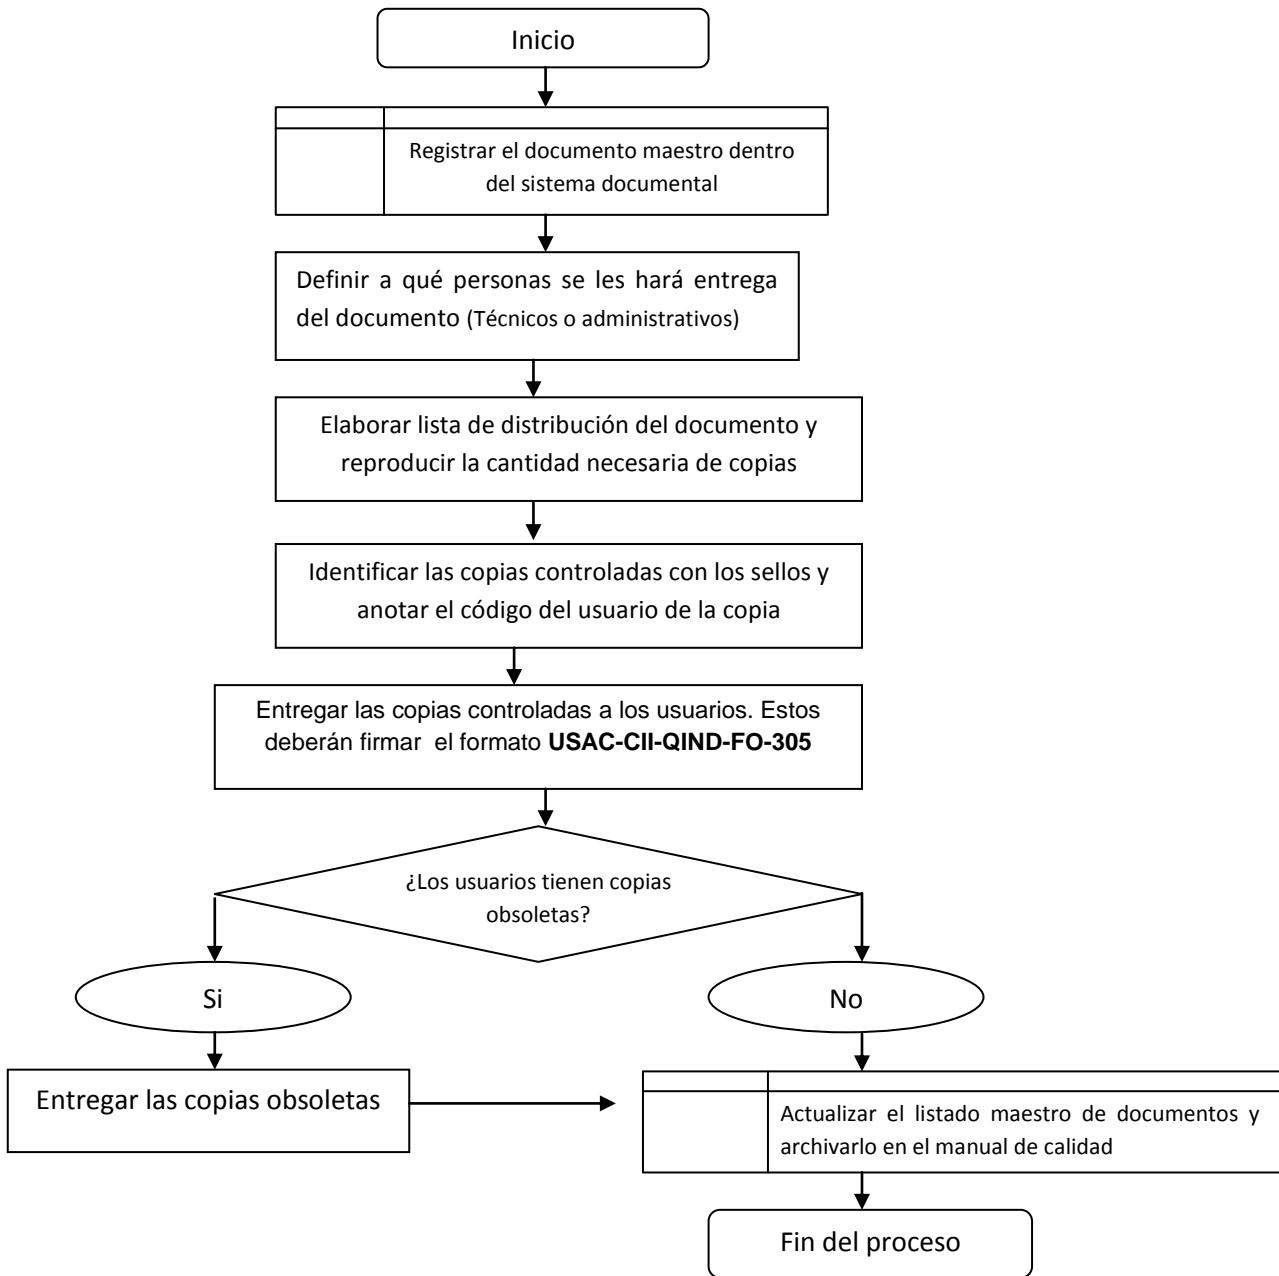 Inicio
Registrar el documento maestro dentro
del sistema documental
Definir a qué personas se les hará entrega
del documento (Técnicos o administrativos)
Elaborar lista de distribución del documento y
reproducir la cantidad necesaria de copias
Identificar las copias controladas con los sellos y
anotar el código del usuario de la copia
Entregar las copias controladas a los usuarios. Estos
deberán firmar el formato USAC-CII-QIND-FO-305
¿Los usuarios tienen copias
obsoletas?
Si
No
Entregar las copias obsoletas
Actualizar el listado maestro de documentos y
archivarlo en el manual de calidad
Fin del proceso